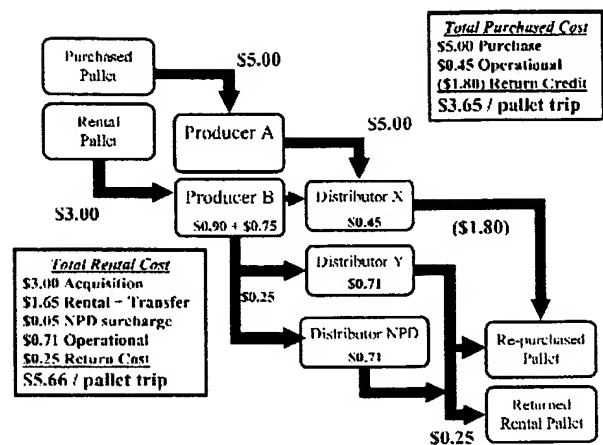 Purchased
Pallet
$5.00
Total Purchased Cost
$5.00 Purchase
$0.45 Operational
($1.80) Return Credit
$3.65 / pallet trip
Rental
Pallet
Producer A
$5.00
$3.00
Producer B
$0.90 + $0.75
Distributor X
$0.45
($1.80)
Total Rental Cost
$3.00 Acquisition
$1.65 Rental + Transfer
$0.05 NPD surcharge
$0.71 Operational
$0.25 Return Cost
$5.66 / pallet trip
$0.25
Distributor Y
$0.71
Distributor NPD
$0.71
Re-purchased
Pallet
Returned
Rental Pallet
$0.25